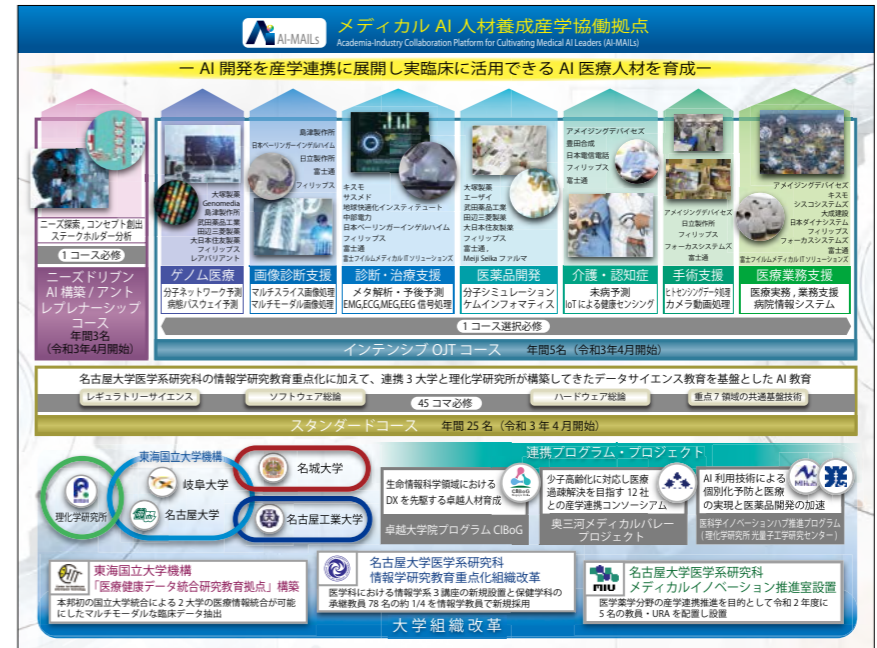 AI-MAILs
メディカル AI 人材養成産学協働拠点
Academia-Industry Collaboration Platform for Cultivating Medical AI Leaders (AI-MAILs)
ー AI 開発を産学連携に展開し実臨床に活用できる AI 医療人材を育成ー
ニーズ探索,コンセプト創出
ステークホルダー分析
1 コース必修
ニーズドリブン
AI 構築 / アント
レプレナーシップ
コース
年間3名
(令和3年4月開始)
大塚製薬
Genomedia
島津製作所
武田薬品工業
田辺三菱製薬
大日本住友製薬
フィリップス
レアバリアント
ゲノム医療
分子ネットワーク予測
病態パスウェイ予測
島津製作所
日本ベーリンガーインゲルハイム
日立製作所
富士通
フィリップス
画像診断支援
マルチスライス画像処理
マルチモーダル画像処理
キスモ
サスメド
地球快適化インスティテュート
中部電力
日本ベーリンガーインゲルハイム
フィリップス
富士通
富士フイルムメディカルITソリューションズ
診断・治療支援
メタ解析・予後予測
EMG,ECG,MEG,EEG 信号処理
大塚製薬
エーザイ
武田薬品工業
田辺三菱製薬
大日本住友製薬
フィリップス
富士通,
Meiji Seika ファルマ
医薬品開発
分子シミュレーション
ケムインフォマティス
アメイジングデバイセズ
豊田合成
日本電信電話
フィリップス
富士通
介護・認知症
未病予測
IoTによる健康センシング
アメイジングデバイセズ
日立製作所
フィリップス
フォーカスシステムズ
富士通
手術支援
ヒトセンシングデータ処理
カメラ動画処理
アメイジングデバイセズ
キスモ
シスコシステムズ
大成建設
日本ダイナシステム
フィリップス
フォーカスシステムズ
富士通
富士フイルムメディカルITソリューションズ
医療業務支援
医療実務,業務支援
病院情報システム
1 コース選択必修
インテンシブ OJT コース 年間5名(令和3年4月開始)
名古屋大学医学系研究科の情報学研究教育重点化に加えて、連携 3 大学と理化学研究所が構築してきたデータサイエンス教育を基盤とした AI 教育
レギュラトリーサイエンス
ソフトウェア総論
45 コマ必修
ハードウェア総論
重点 7 領域の共通基盤技術
スタンダードコース 年間 25 名(令和 3 年 4 月開始)
理化学研究所
東海国立大学機構
岐阜大学
名古屋大学
名城大学
名古屋工業大学
連携プログラム・プロジェクト
生命情報科学領域における
DX を先駆する卓越人材育成
CIBoG
卓越大学院プログラム CIBoG
少子高齢化に対応し医療
過疎解決を目指す 12 社
との産学連携コンソーシアム
奥三河メディカルバレー
プロジェクト
AI 利用技術による
個別化予防と医療
の実現と医薬品開発の加速
医科学イノベーションハブ推進プログラム
(理化学研究所 光量子工学研究センター)
東海国立大学機構
「医療健康データ統合研究教育拠点」構築
本邦初の国立大学統合による 2 大学の医療情報統合が可能
にしたマルチモーダルな臨床データ抽出
名古屋大学医学系研究科
情報学研究教育重点化組織改革
医学科における情報学系 3 講座の新規設置と保健学科の
承継教員 78 名の約 1/4 を情報学教員で新規採用
MIU
名古屋大学医学系研究科
メディカルイノベーション推進室設置
医学薬学分野の産学連携推進を目的として令和 2 年度に
5 名の教員・URA を配置し設置
大学組織改革